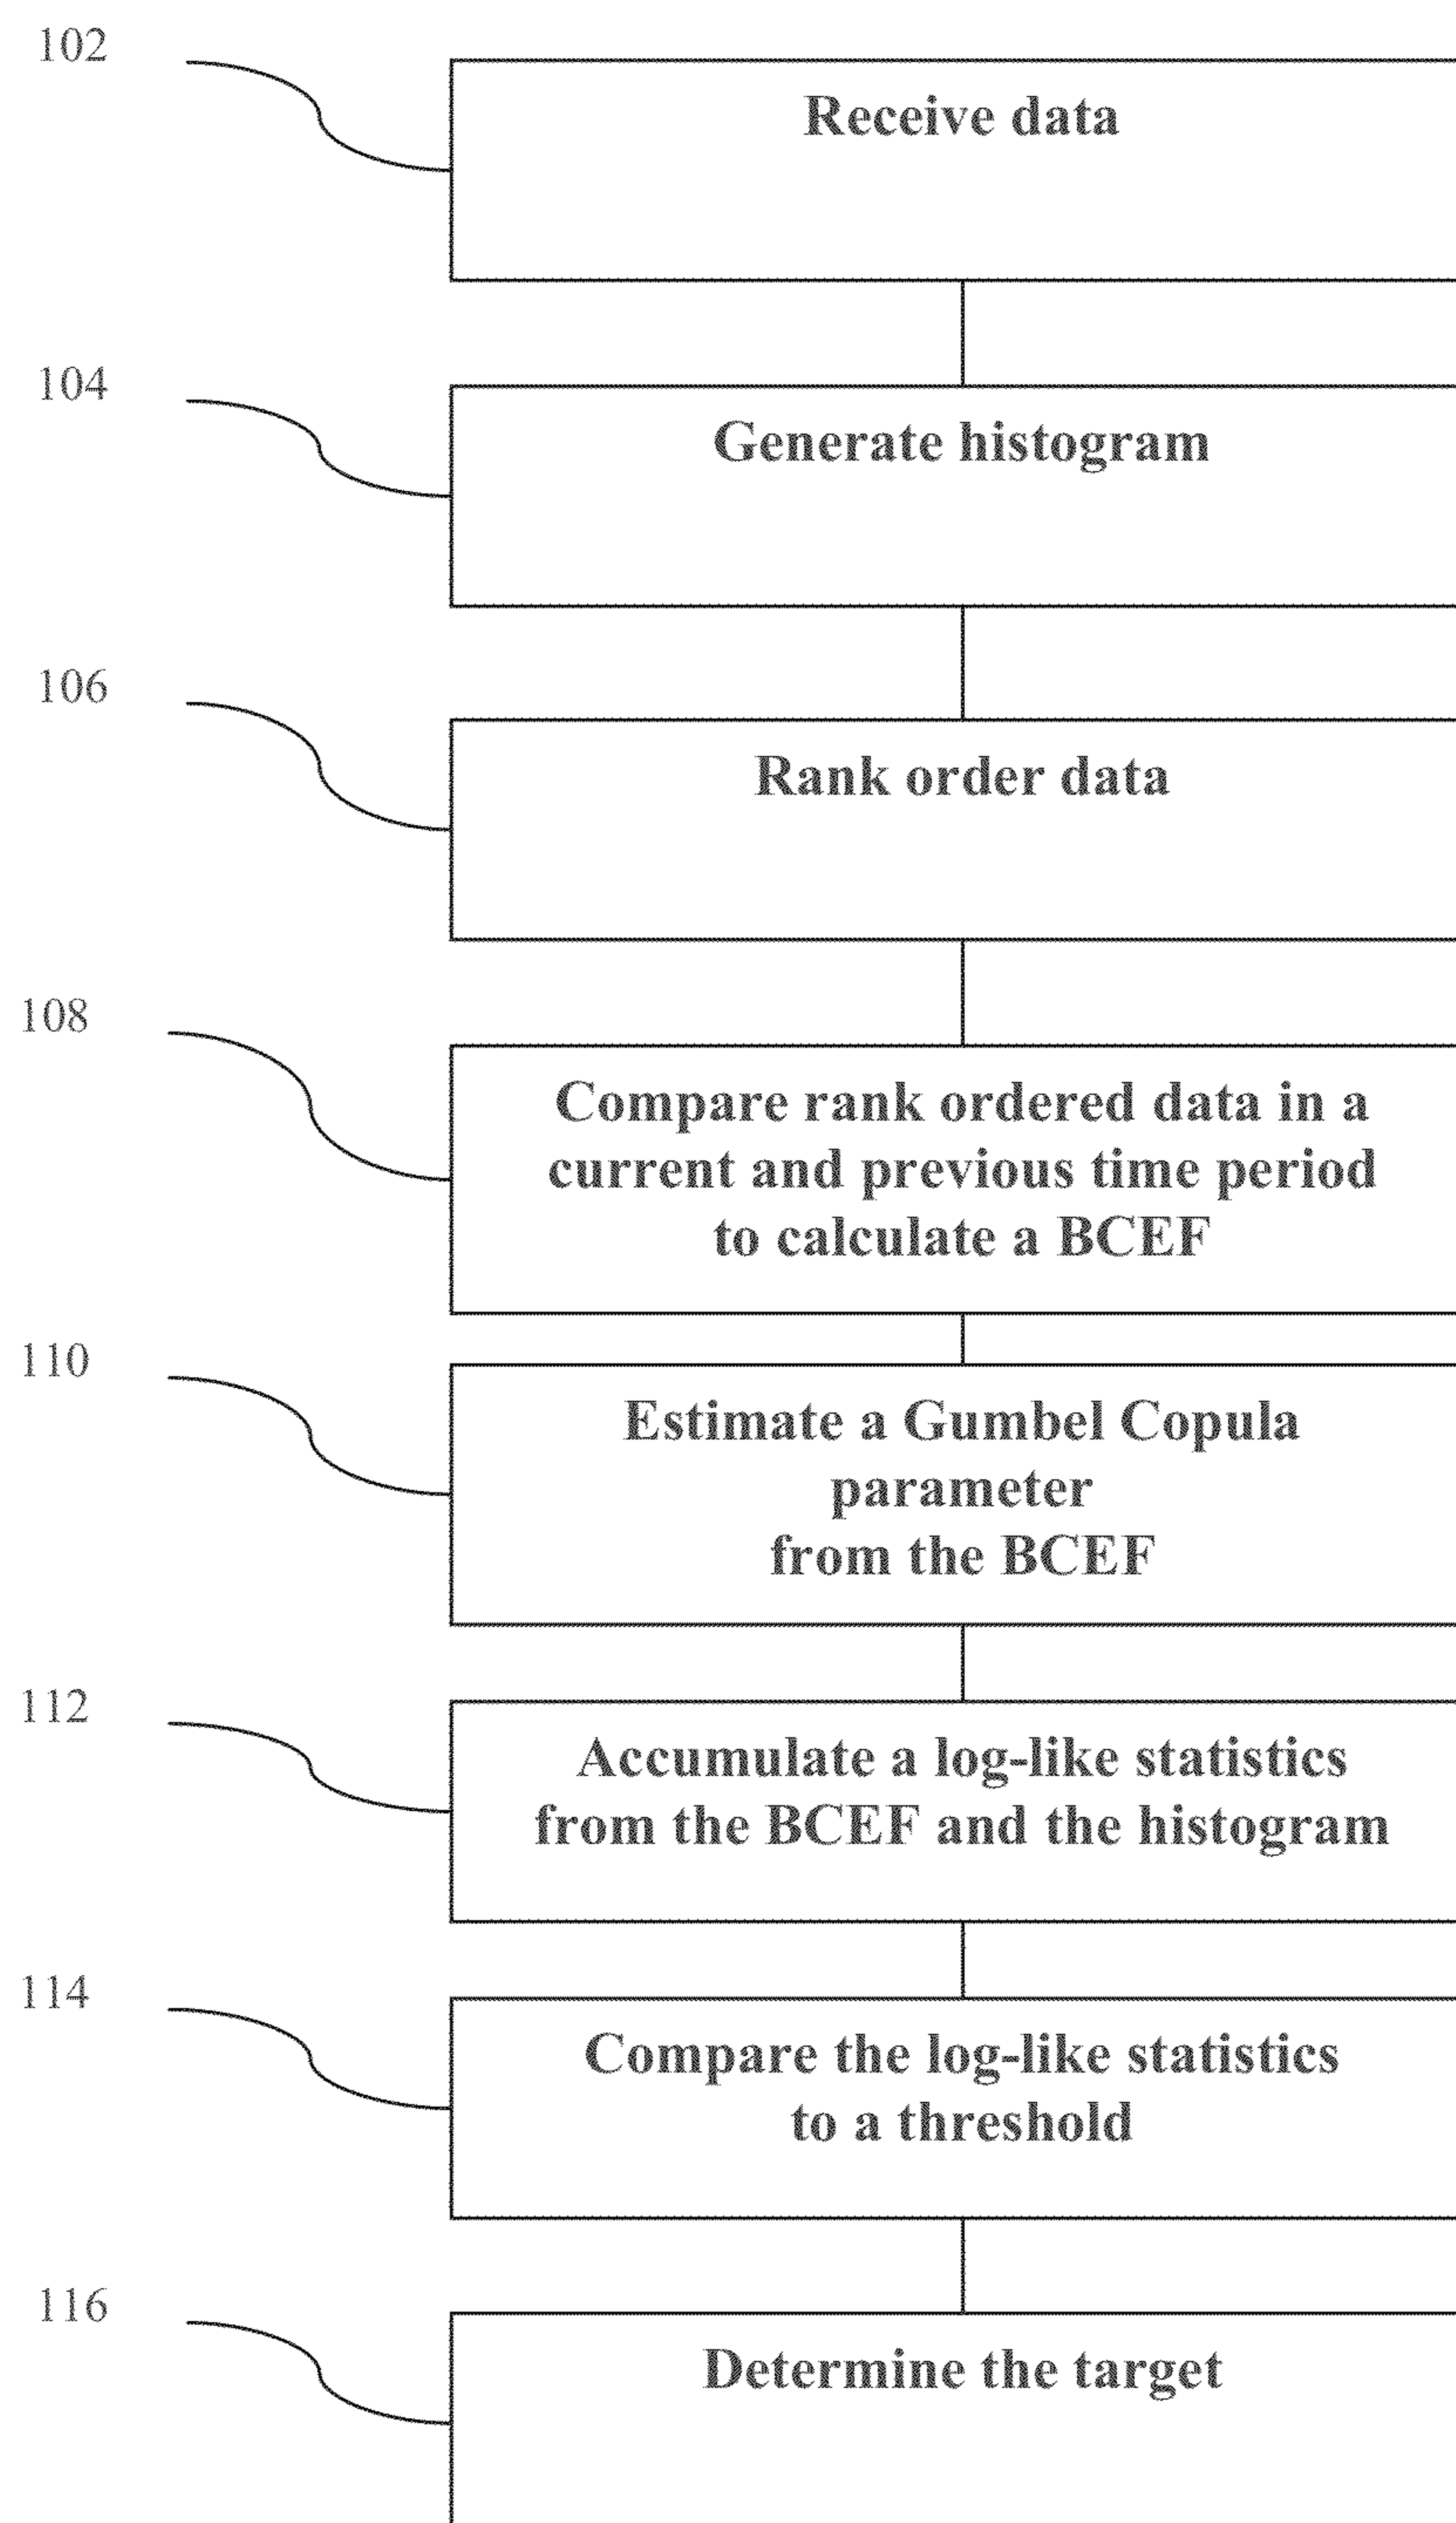 102
Receive data
104
Generate histogram
106
Rank order data
108
Compare rank ordered data in a
current and previous time period
to calculate a BCEF
110
Estimate a Gumbel Copula
parameter
from the BCEF
112
Accumulate a log-like statistics
from the BCEF and the histogram
114
Compare the log-like statistics
to a threshold
116
Determine the target